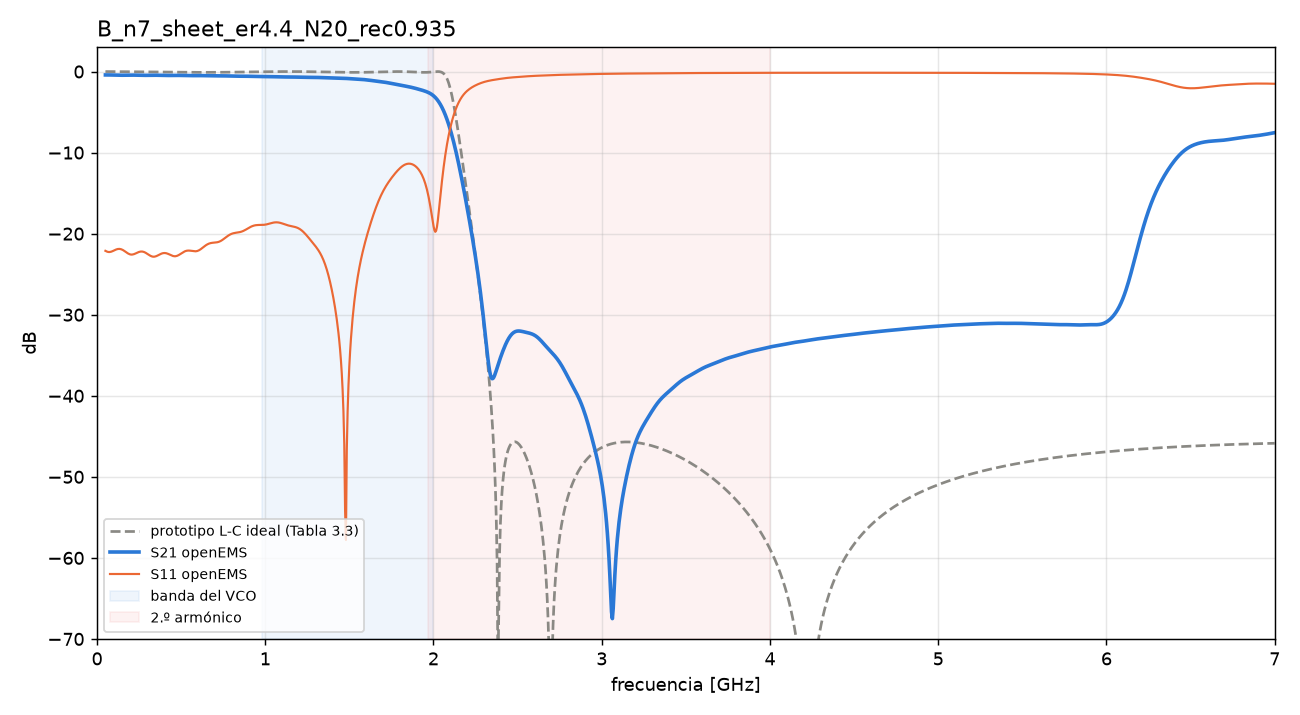 B_n7_sheet_er4.4_N20_rec0.935
0
−10
−20
−30
−40
−50
−60
−70
dB
prototipo L-C ideal (Tabla 3.3)
S21 openEMS
S11 openEMS
banda del VCO
2.º armónico
0 1 2 3 4 5 6 7
frecuencia [GHz]